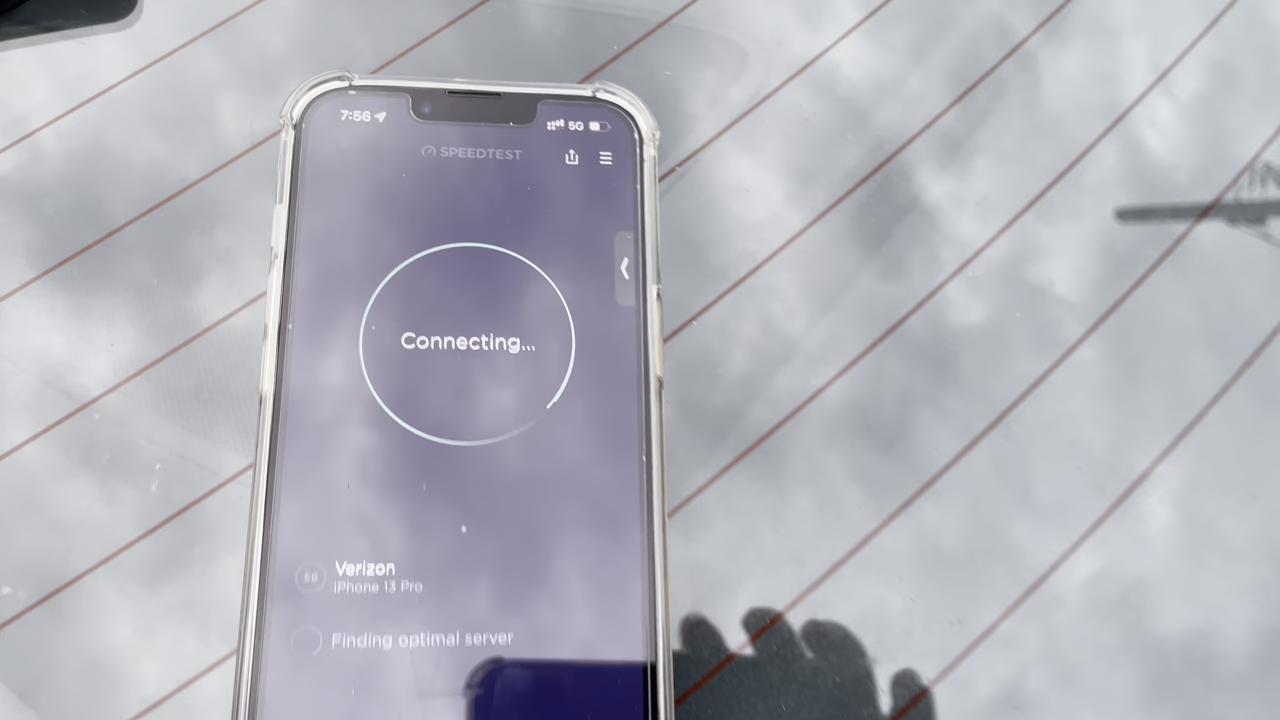 7:56
5G
SPEEDTEST
Connecting...
Verizon
iPhone 13 Pro
Finding optimal server